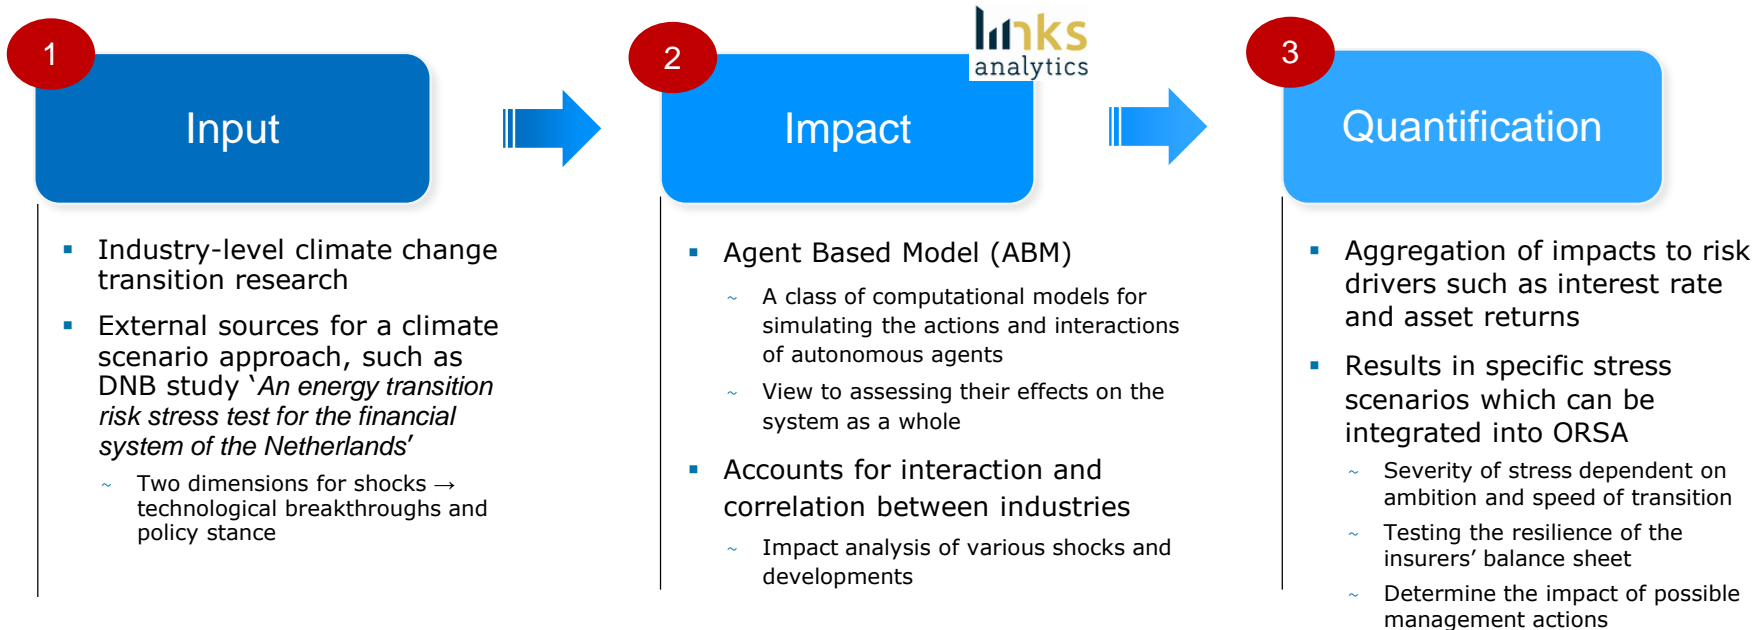 1
Input
▪ Industry-level climate change
transition research
▪ External sources for a climate
scenario approach, such as
DNB study ‘An energy transition
risk stress test for the financial
system of the Netherlands’
~ Two dimensions for shocks →
technological breakthroughs and
policy stance
2
links
analytics
Impact
▪ Agent Based Model (ABM)
~ A class of computational models for
simulating the actions and interactions
of autonomous agents
~ View to assessing their effects on the
system as a whole
▪ Accounts for interaction and
correlation between industries
~ Impact analysis of various shocks and
developments
3
Quantification
▪ Aggregation of impacts to risk
drivers such as interest rate
and asset returns
▪ Results in specific stress
scenarios which can be
integrated into ORSA
~ Severity of stress dependent on
ambition and speed of transition
~ Testing the resilience of the
insurers’ balance sheet
~ Determine the impact of possible
management actions